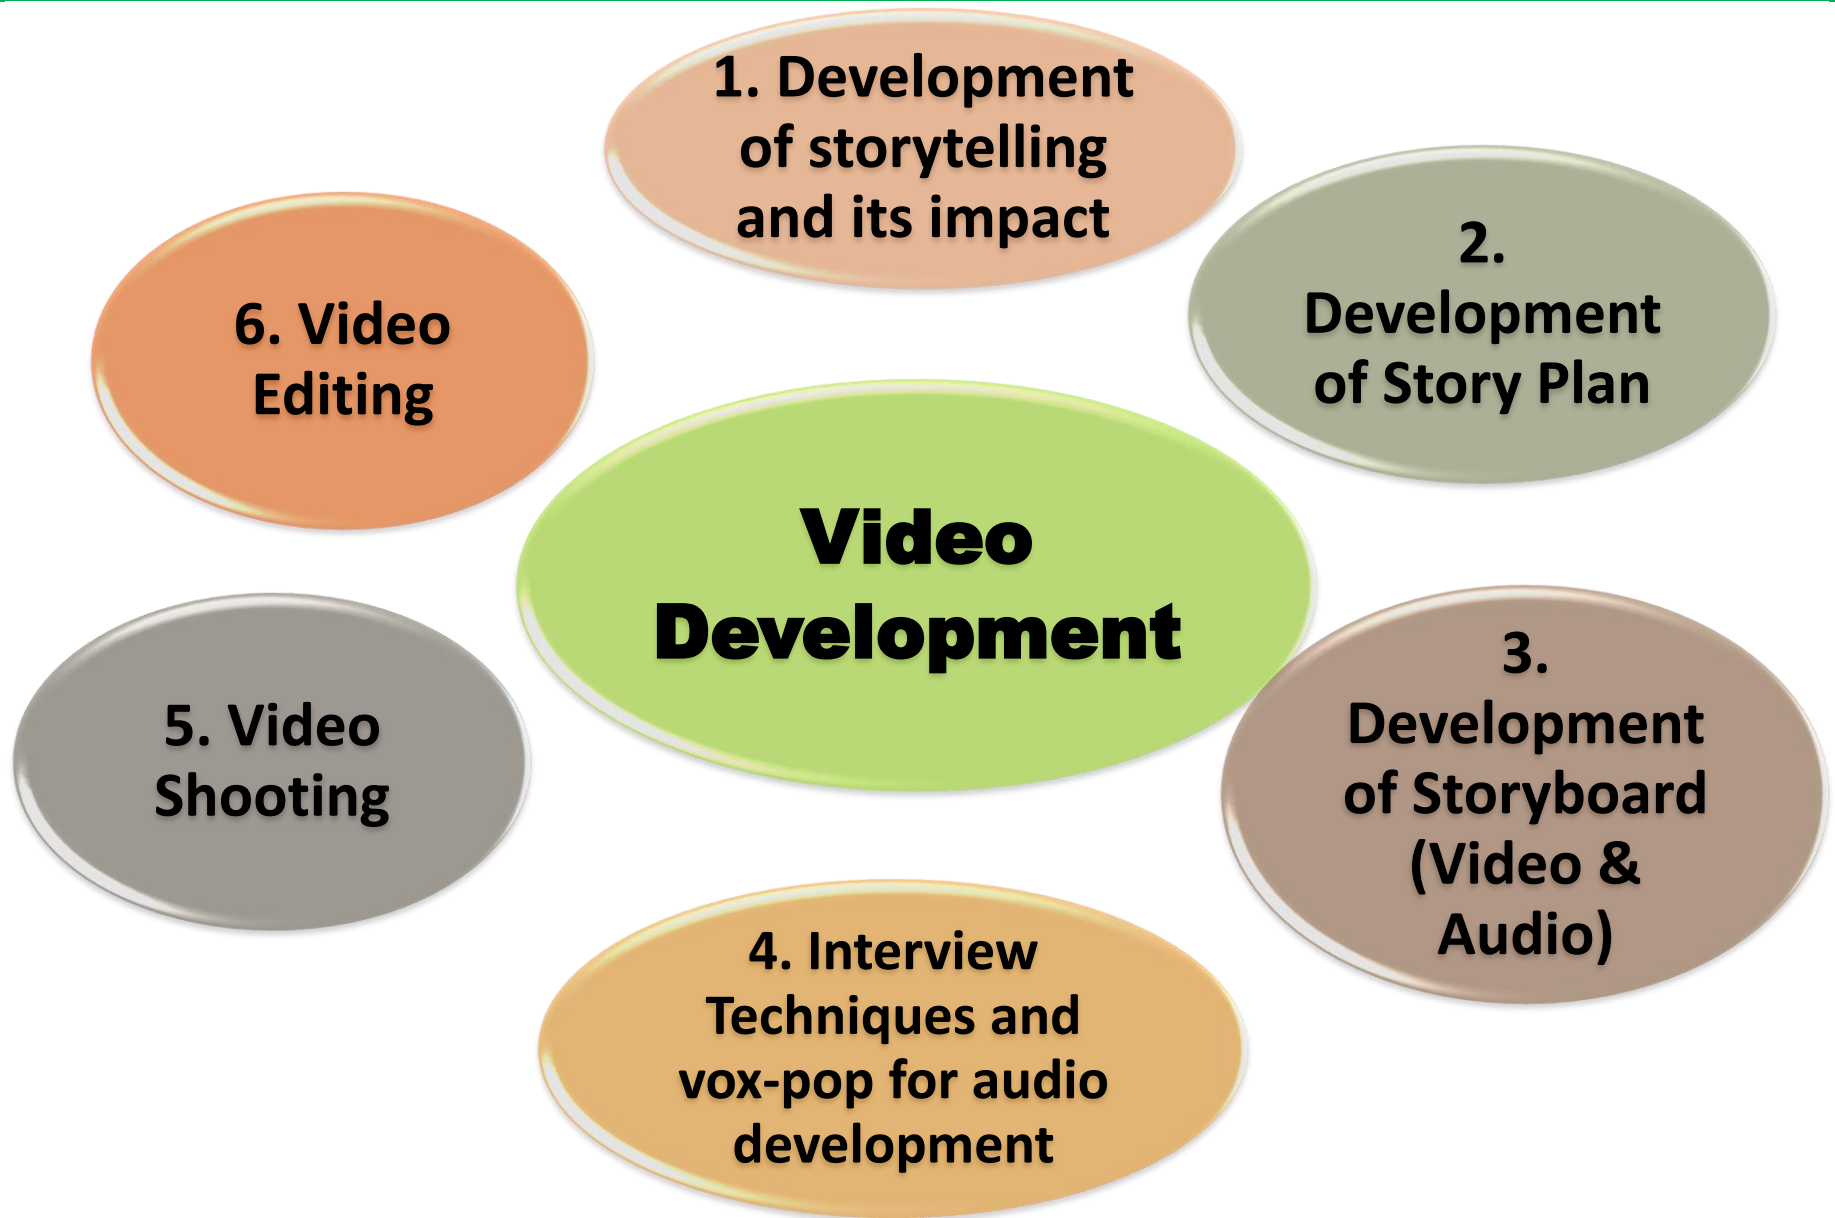 1. Development
of storytelling
and its impact
2.
Development
of Story Plan
3.
Development
of Storyboard
(Video &
Audio)
4. Interview
Techniques and
vox-pop for audio
development
5. Video
Shooting
6. Video
Editing
Video
Development